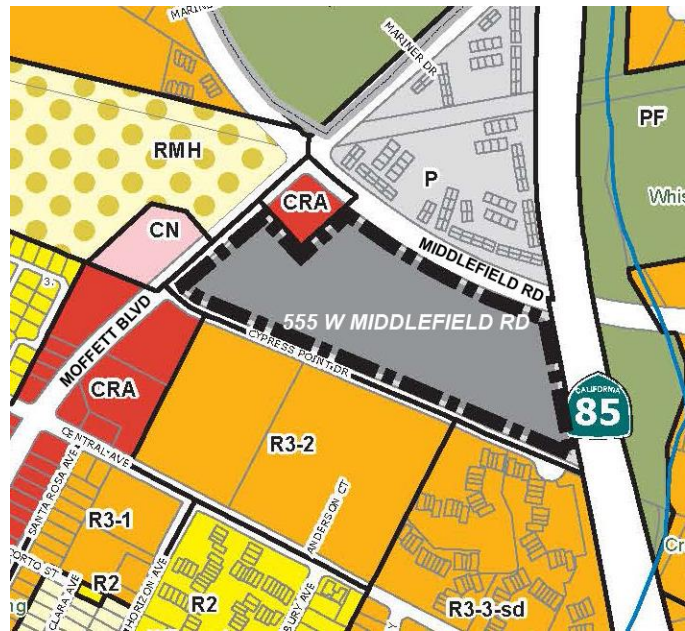 MARINER DR
RMH
PF
P
CRA
CN
MIDDLEFIELD RD
555 W MIDDLEFIELD RD
MOFFETT BLVD
CYPRESS POINT DR
CRA
CALIFORNIA
85
R3-2
CENTRAL AVE
SANTA ROSA AVE
R3-1
ANDERSON CT
R2
HORIZON AVE
R2
R3-3-sd